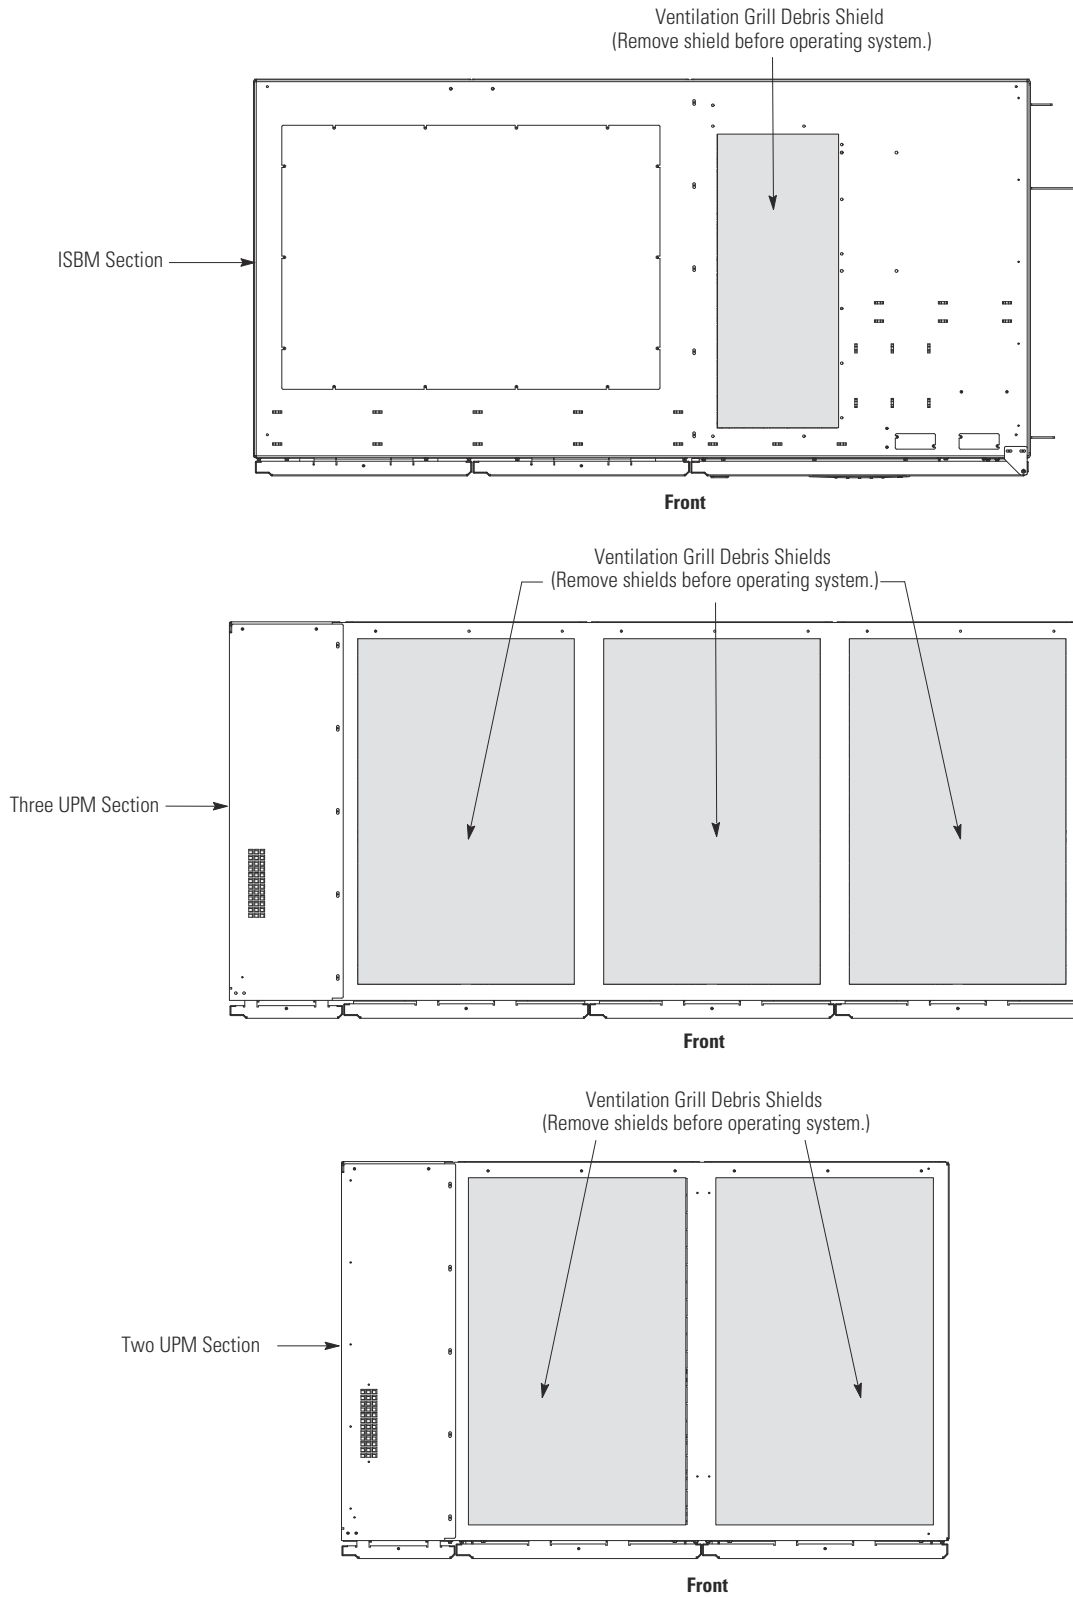 Ventilation Grill Debris Shield
(Remove shield before operating system.)
ISBM Section
Front
Ventilation Grill Debris Shields
(Remove shields before operating system.)
Three UPM Section
Front
Ventilation Grill Debris Shields
(Remove shields before operating system.)
Two UPM Section
Front